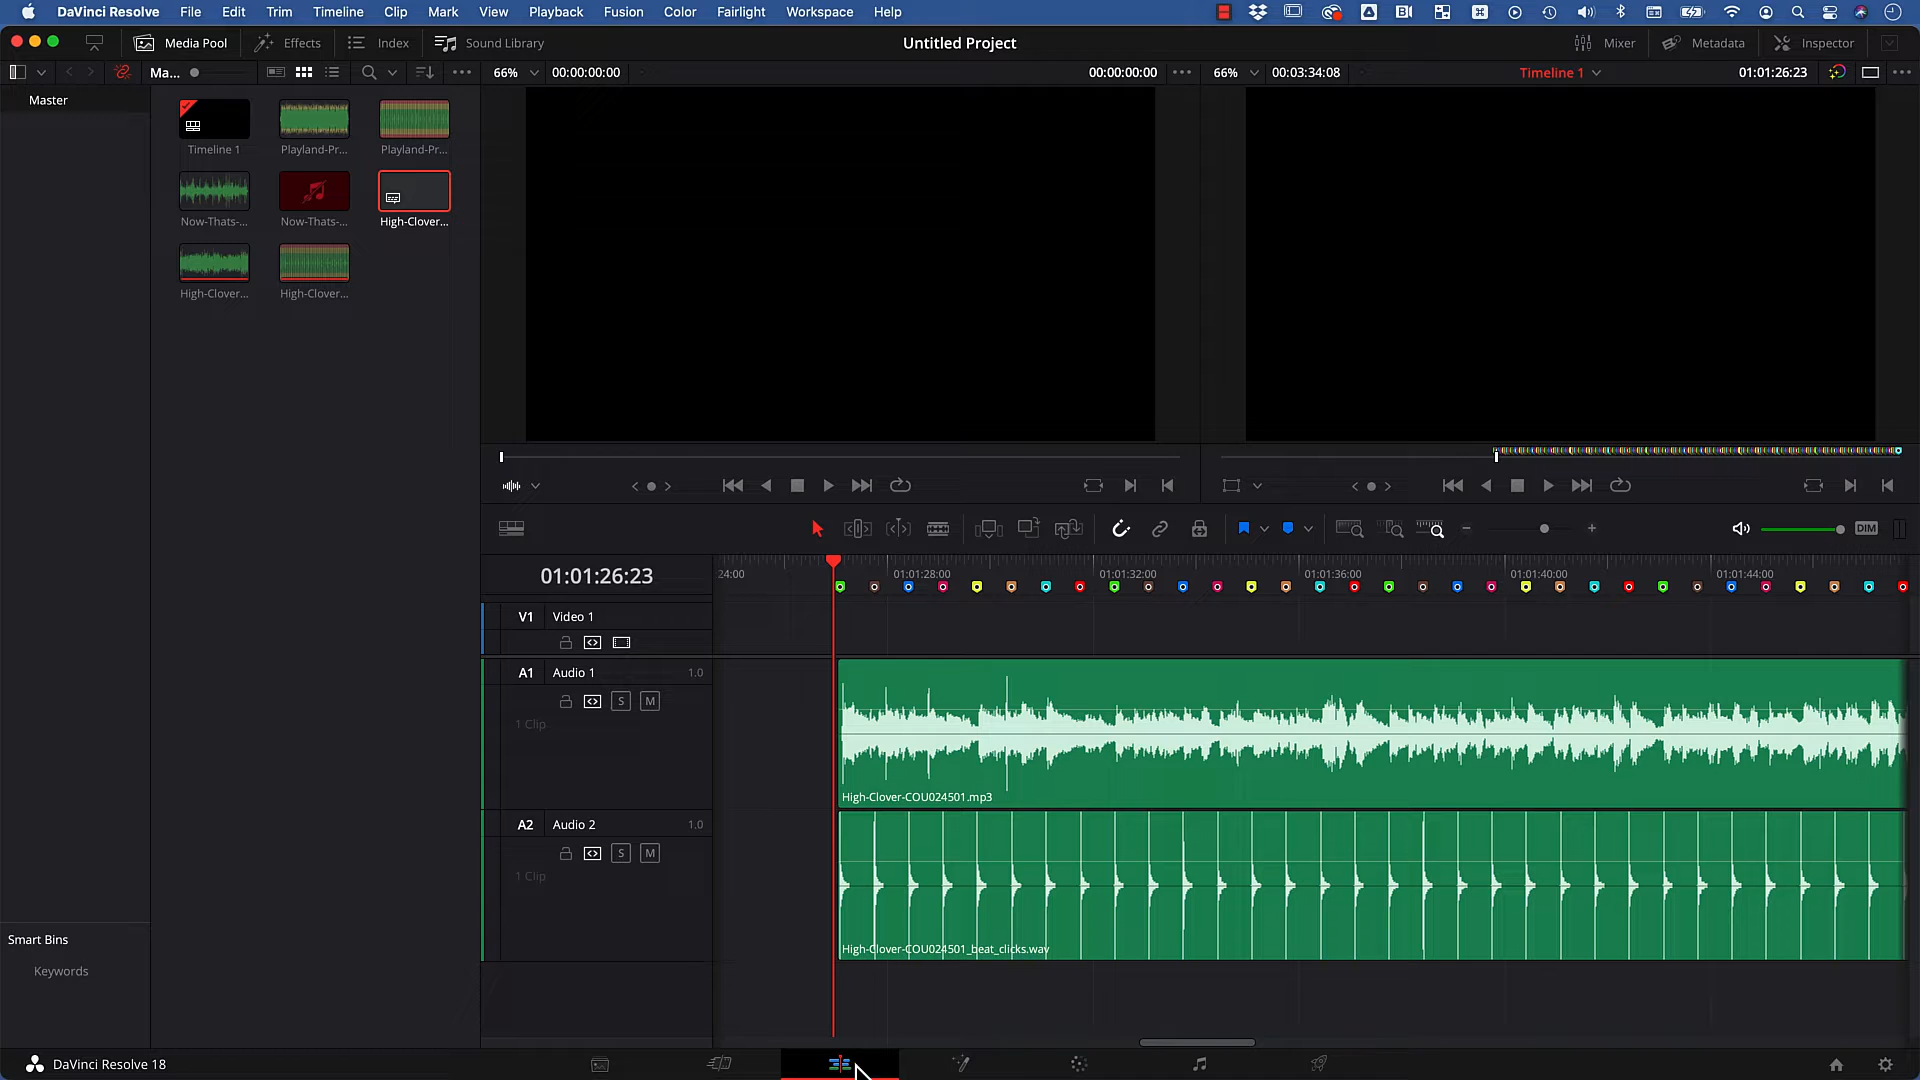 DaVinci Resolve File Edit Trim Timeline Clip Mark View Playback Fusion Color Fairlight Workspace Help
Media Pool Effects Index Sound Library Untitled Project Mixer Metadata Inspector
Ma... 66% 00:00:00:00 00:00:00:00 66% 00:03:34:08 Timeline 1 01:01:26:23
Master
Timeline 1 Playland-Pr... Playland-Pr...
Now-Thats-... Now-Thats-... High-Clover...
High-Clover... High-Clover...
DIM
01:01:26:23 24:00 01:01:28:00 01:01:32:00 01:01:36:00 01:01:40:00 01:01:44:00
V1 Video 1
A1 Audio 1 1.0
S M
1 Clip
High-Clover-COU024501.mp3
A2 Audio 2 1.0
S M
1 Clip
High-Clover-COU024501_beat_clicks.wav
Smart Bins
Keywords
DaVinci Resolve 18